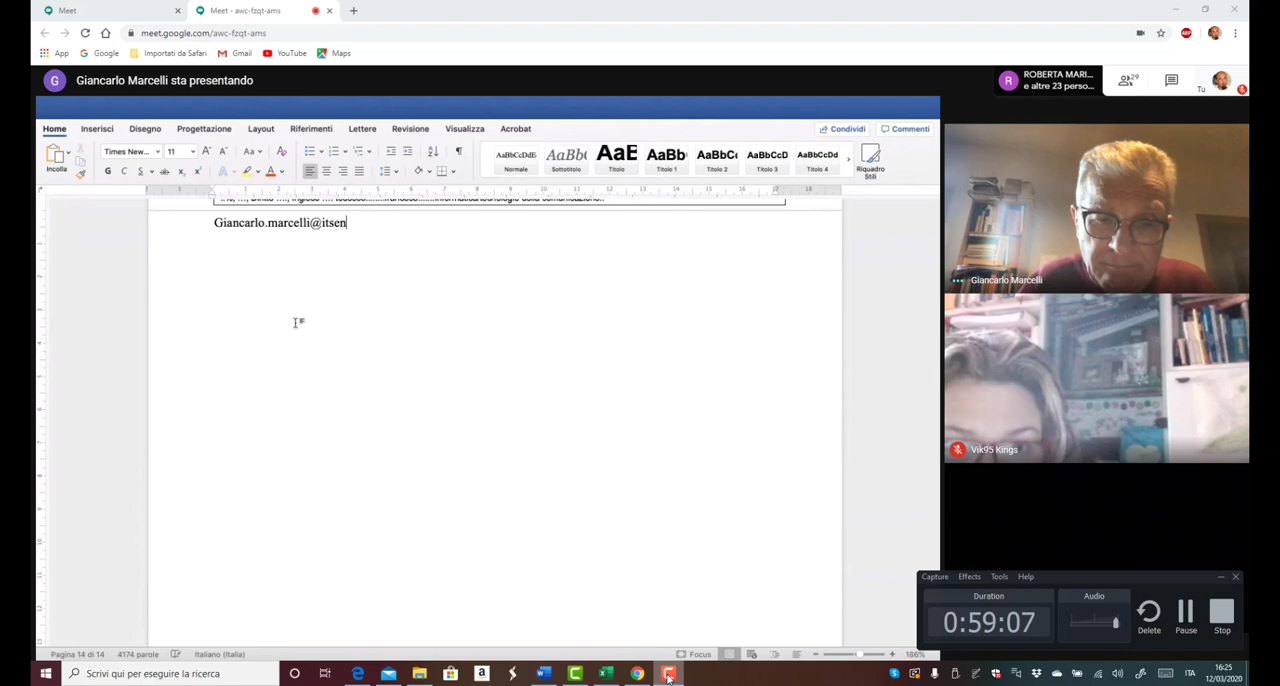 Meet
Meet - awc-fzqt-ams
meet.google.com/awc-fzqt-ams
App Google Importati da Safari Gmail YouTube Maps
G Giancarlo Marcelli sta presentando
R ROBERTA MARI...
e altre 23 perso...
29
Tu
Home Inserisci Disegno Progettazione Layout Riferimenti Lettere Revisione Visualizza Acrobat
Condividi Commenti
Incolla
Times New... 11
G C S
AaBbCcDdE AaBbC AaB AaBb( AaBbCc AaBbCcD AaBbCcDd
Normale Sottotitolo Titolo Titolo 1 Titolo 2 Titolo 3 Titolo 4
Riquadro
Stili
Giancarlo.marcelli@itsen
Giancarlo Marcelli
Vik95 Kings
Capture Effects Tools Help
Duration
0:59:07
Audio
Delete Pause Stop
Pagina 14 di 14 4174 parole Italiano (Italia)
Focus 186%
Scrivi qui per eseguire la ricerca
ITA
16:25
12/03/2020